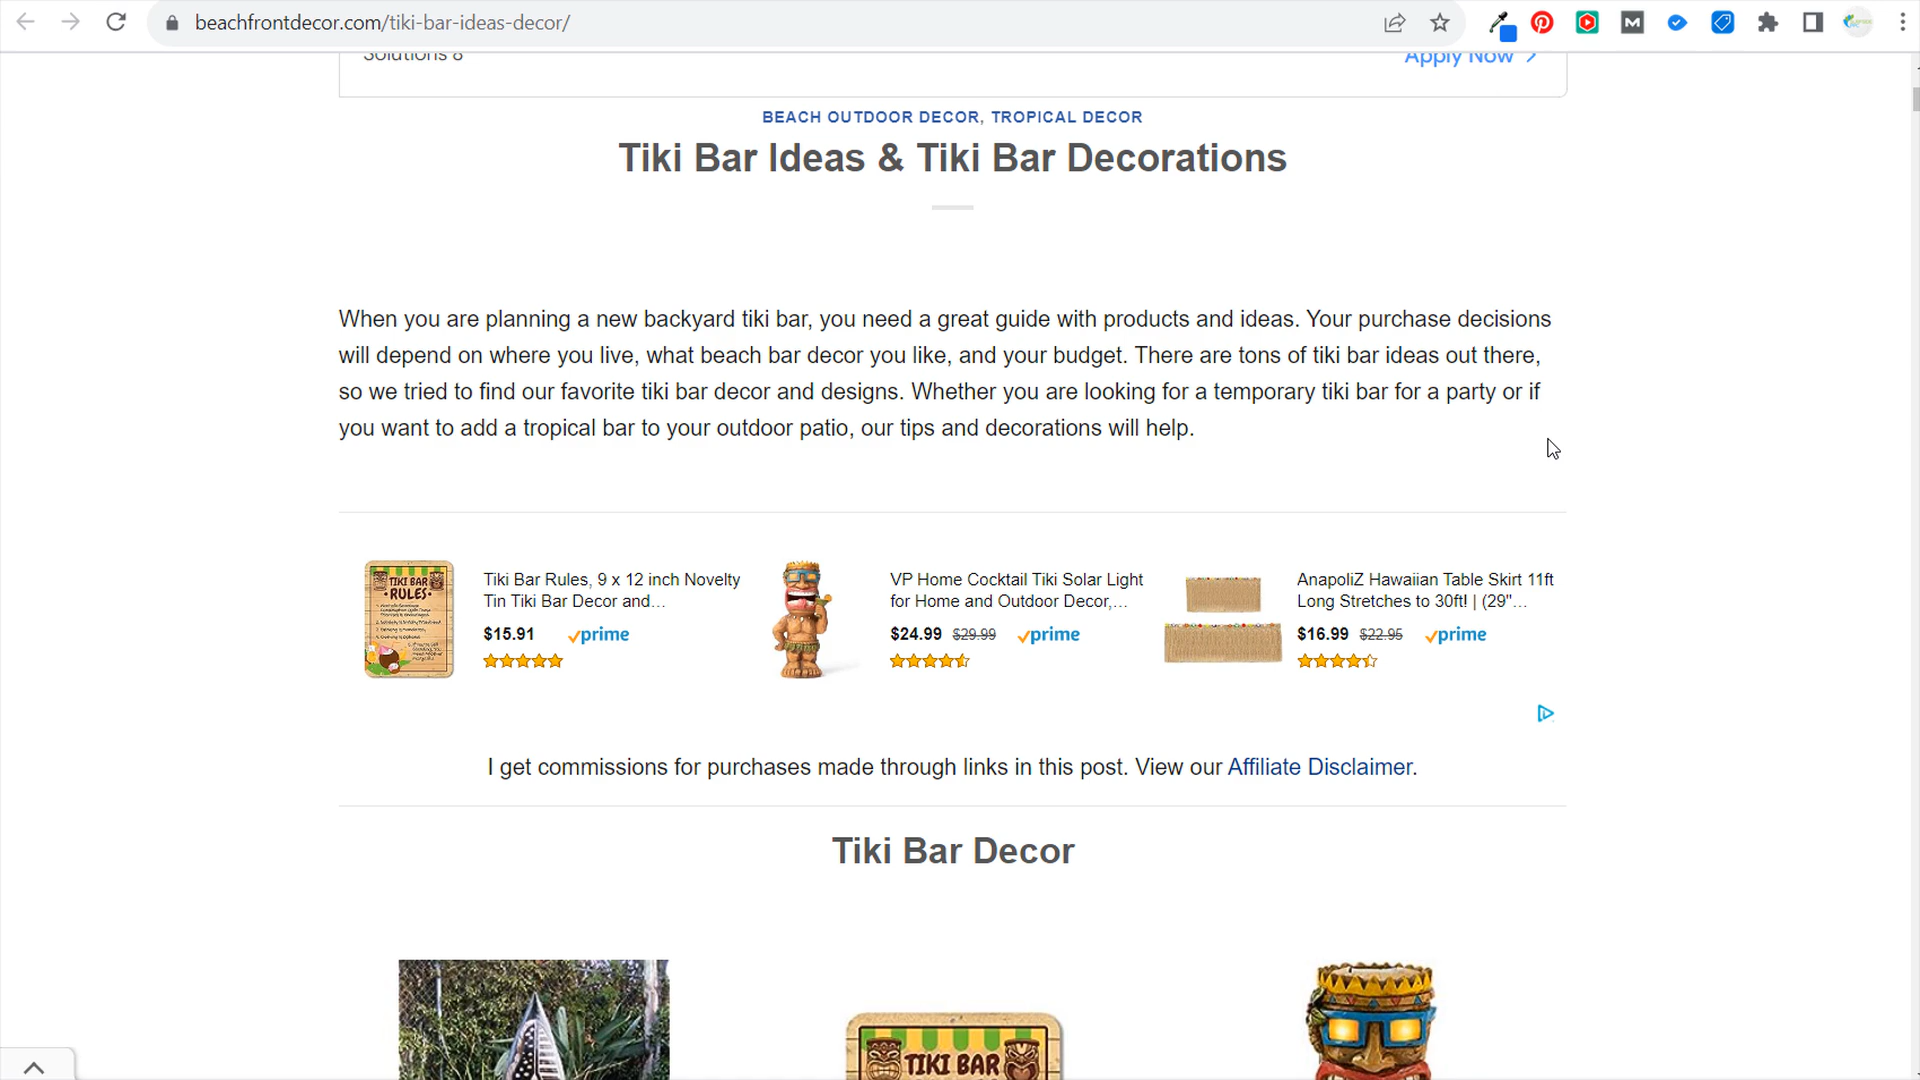 beachfrontdecor.com/tiki-bar-ideas-decor/
Solutions 8
Apply Now
BEACH OUTDOOR DECOR, TROPICAL DECOR
Tiki Bar Ideas & Tiki Bar Decorations
When you are planning a new backyard tiki bar, you need a great guide with products and ideas. Your purchase decisions
will depend on where you live, what beach bar decor you like, and your budget. There are tons of tiki bar ideas out there,
so we tried to find our favorite tiki bar decor and designs. Whether you are looking for a temporary tiki bar for a party or if
you want to add a tropical bar to your outdoor patio, our tips and decorations will help.
TIKI BAR
RULES
Tiki Bar Rules, 9 x 12 inch Novelty
Tin Tiki Bar Decor and...
$15.91 prime
VP Home Cocktail Tiki Solar Light
for Home and Outdoor Decor,...
$24.99 $29.99 prime
AnapoliZ Hawaiian Table Skirt 11ft
Long Stretches to 30ft! | (29"...
$16.99 $22.95 prime
I get commissions for purchases made through links in this post. View our Affiliate Disclaimer.
Tiki Bar Decor
TIKI BAR